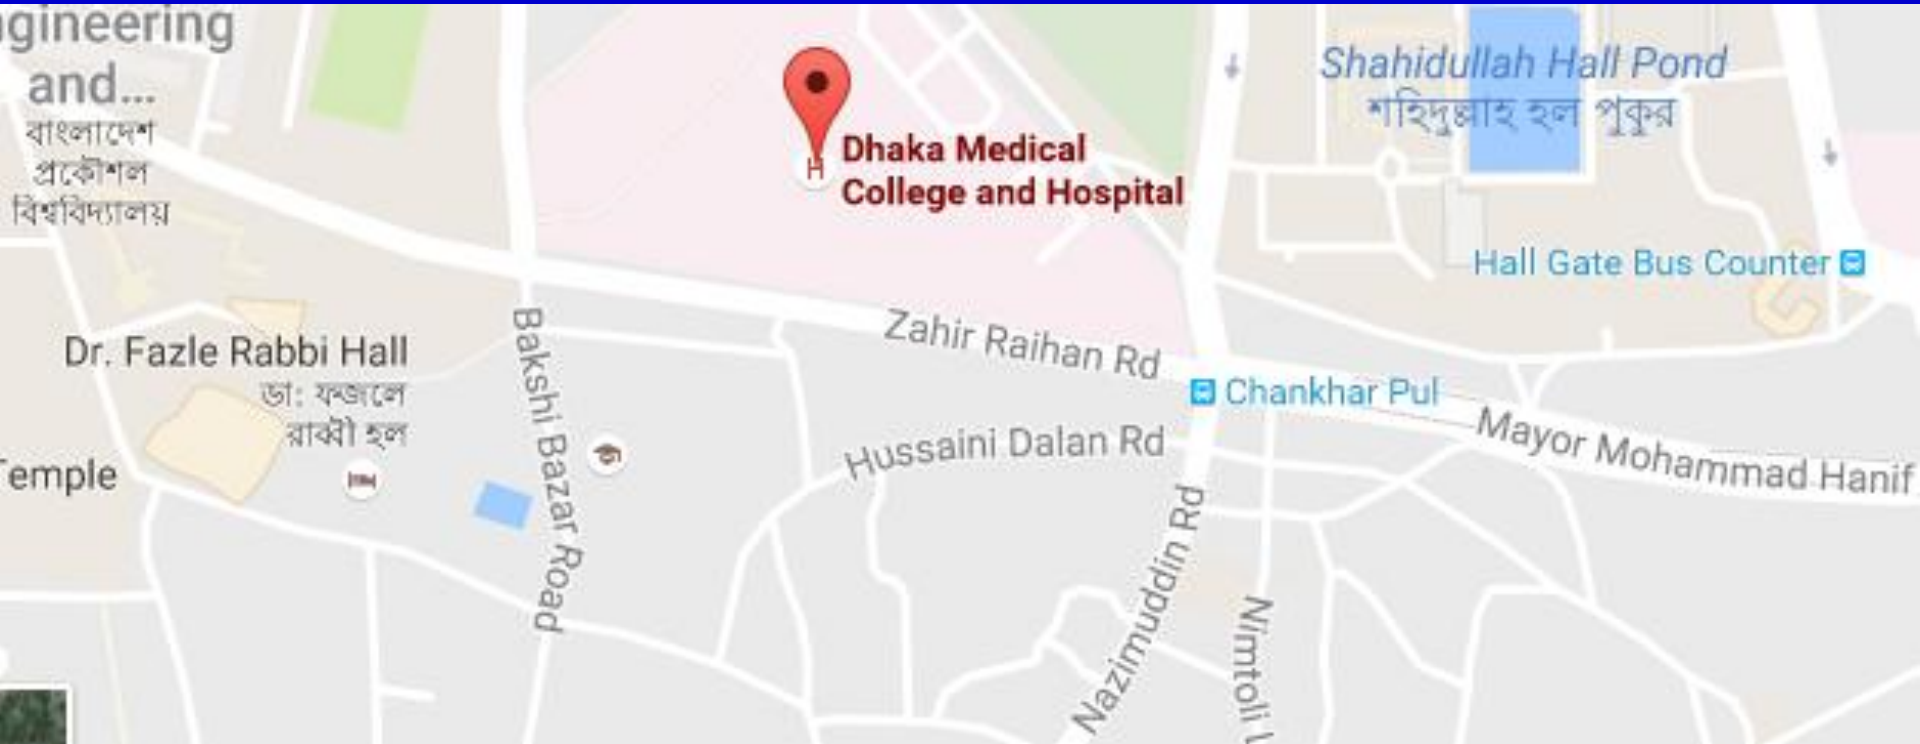 gineering
and...
বাংলাদেশ
প্রকৌশল
বিশ্ববিদ্যালয়
Dhaka Medical
College and Hospital
H
Shahidullah Hall Pond
শহিদুল্লাহ হল পুকুর
Hall Gate Bus Counter
Zahir Raihan Rd
Chankhar Pul
Mayor Mohammad Hanif
Dr. Fazle Rabbi Hall
ডা: ফজলে
রাব্বী হল
Bakshi Bazar Road
Hussaini Dalan Rd
Temple
Nazimuddin Rd
Nimtoli